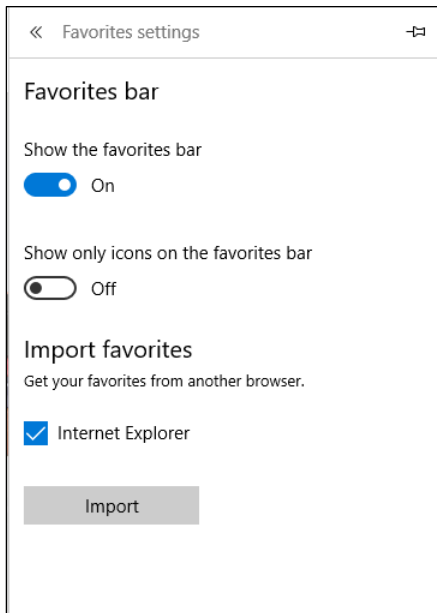 Favorites settings
Favorites bar
Show the favorites bar
On
Show only icons on the favorites bar
Off
Import favorites
Get your favorites from another browser.
Internet Explorer
Import